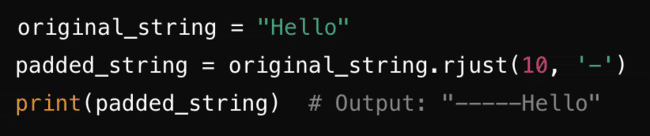 original_string = "Hello"
padded_string = original_string.rjust(10, '-')
print(padded_string)  # Output: "-----Hello"